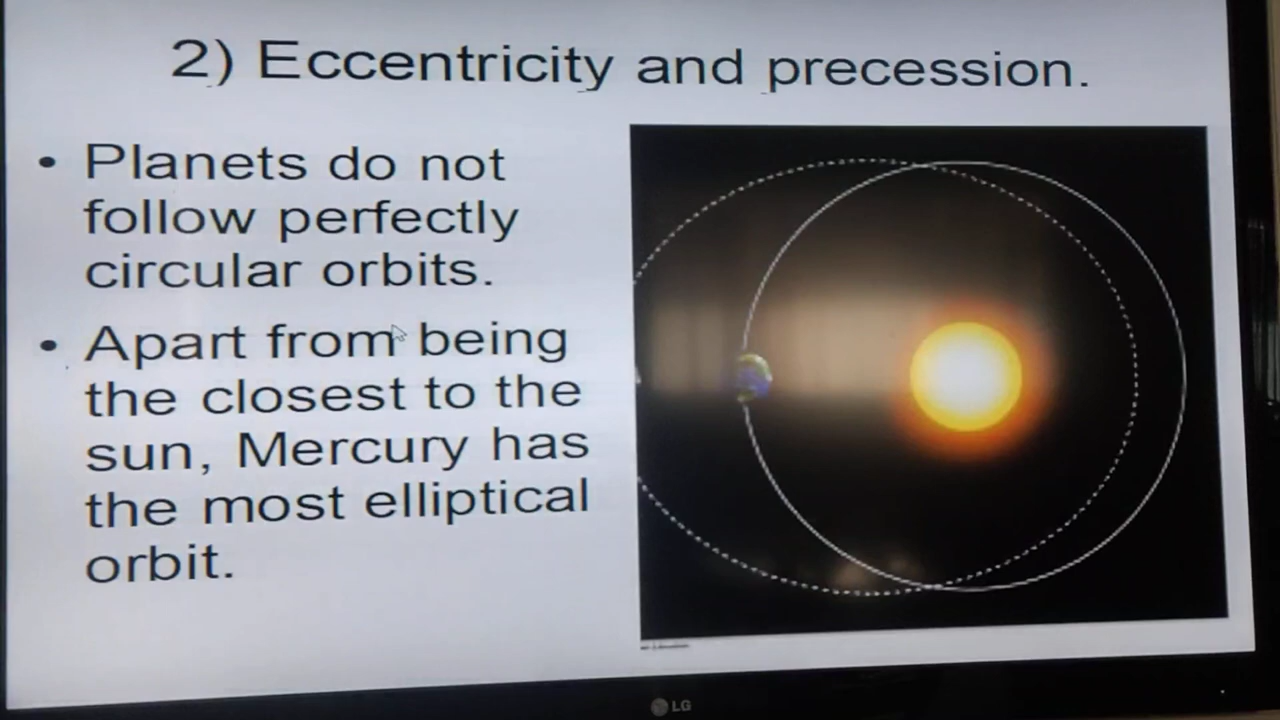 2) Eccentricity and precession.
• Planets do not
follow perfectly
circular orbits.
• Apart from being
the closest to the
sun, Mercury has
the most elliptical
orbit.
LG